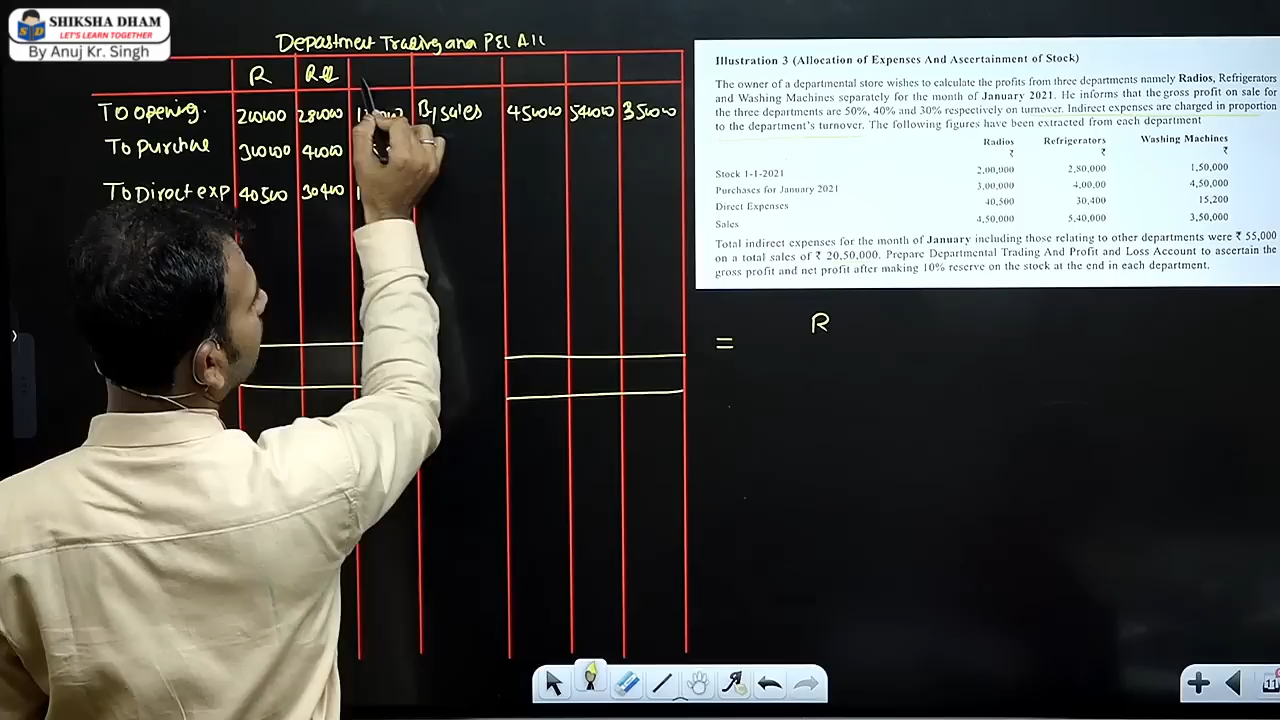 SHIKSHA DHAM
LET'S LEARN TOGETHER
By Anuj Kr. Singh
Department Trading and P&L A/c
R Ref
To opening. 200000 280000 By sales 450000 540000 350000
To purchase 300000 40000
To Direct exp 40500 30400 1
Illustration 3 (Allocation of Expenses And Ascertainment of Stock)
The owner of a departmental store wishes to calculate the profits from three departments namely Radios, Refrigerators
and Washing Machines separately for the month of January 2021. He informs that the gross profit on sale for
the three departments are 50%, 40% and 30% respectively on turnover. Indirect expenses are charged in proportion
to the department's turnover. The following figures have been extracted from each department
Radios Refrigerators Washing Machines
₹ ₹ ₹
Stock 1-1-2021 2,00,000 2,80,000 1,50,000
Purchases for January 2021 3,00,000 4,00,00 4,50,000
Direct Expenses 40,500 30,400 15,200
Sales 4,50,000 5,40,000 3,50,000
Total indirect expenses for the month of January including those relating to other departments were ₹ 55,000
on a total sales of ₹ 20,50,000. Prepare Departmental Trading And Profit and Loss Account to ascertain the
gross profit and net profit after making 10% reserve on the stock at the end in each department.
R
=